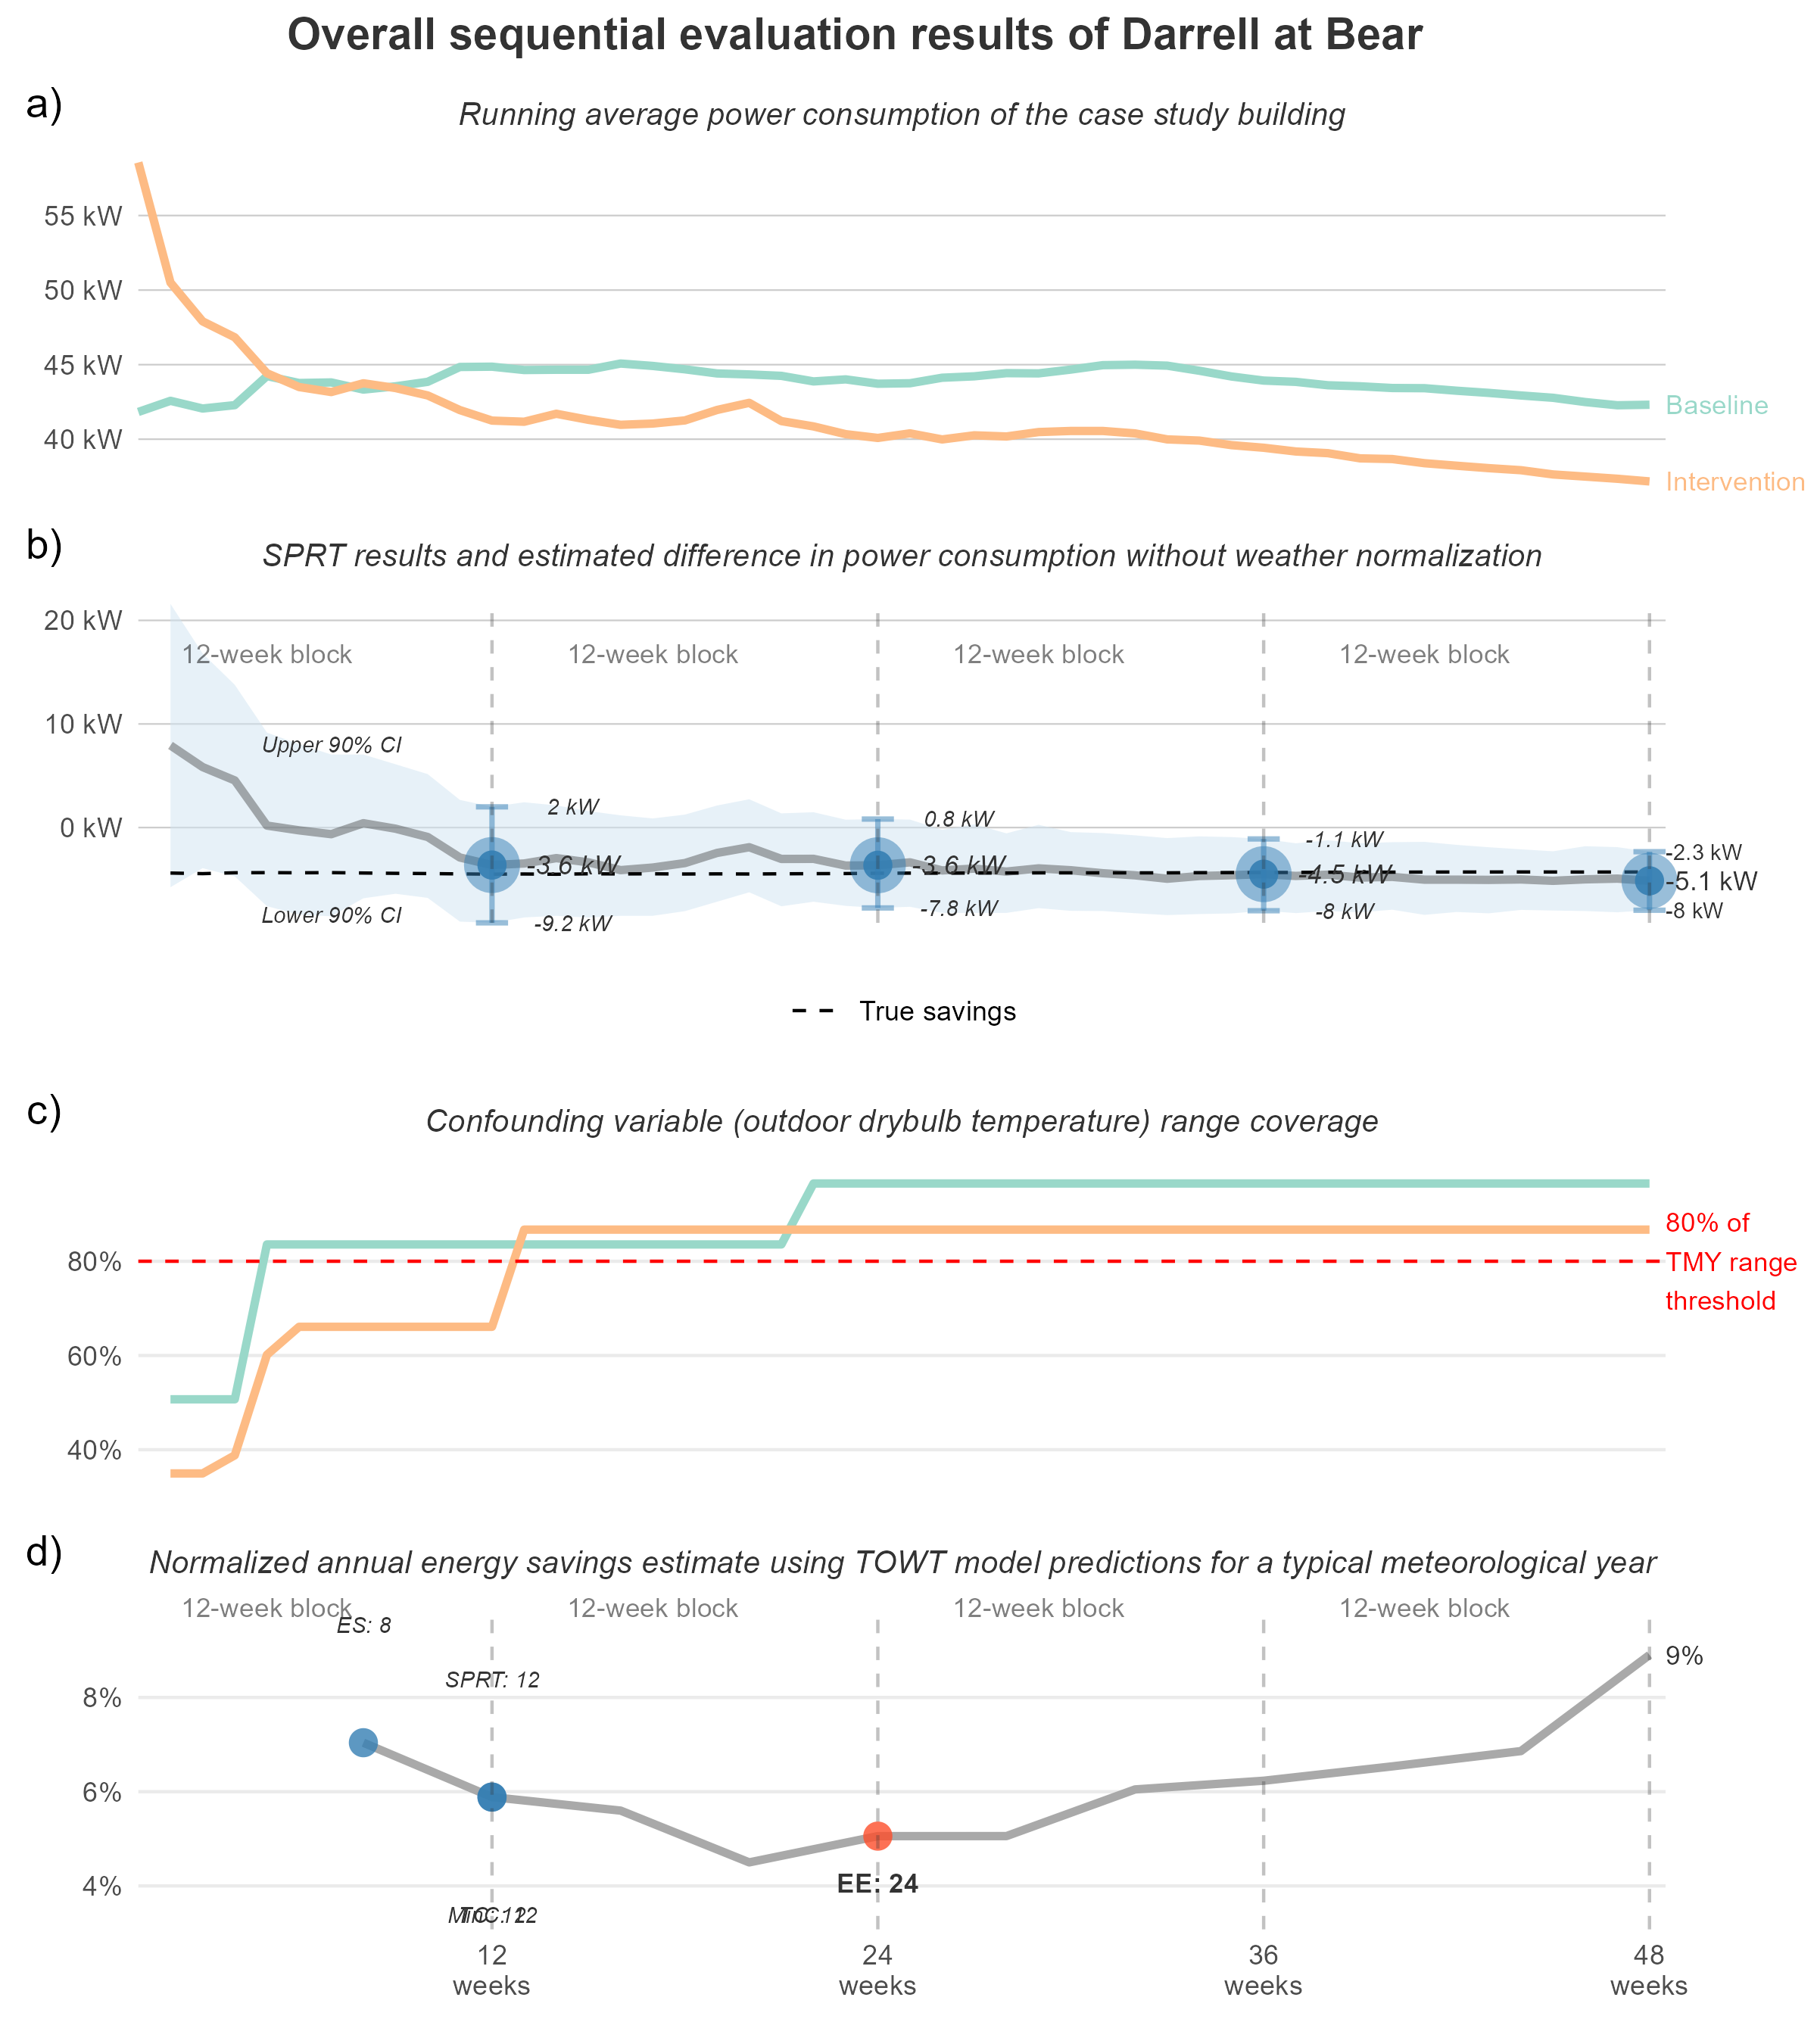 Overall sequential evaluation results of Darrell at Bear
a)
Running average power consumption of the case study building
55 kW
50 kW
45 kW
40 kW
Baseline
Intervention
b)
SPRT results and estimated difference in power consumption without weather normalization
20 kW
10 kW
0 kW
12-week block
12-week block
12-week block
12-week block
Upper 90% CI
Lower 90% CI
2 kW
-3.6 kW
-9.2 kW
0.8 kW
-3.6 kW
-7.8 kW
-1.1 kW
-4.5 kW
-8 kW
-2.3 kW
-5.1 kW
-8 kW
True savings
c)
Confounding variable (outdoor drybulb temperature) range coverage
80%
60%
40%
80% of
TMY range
threshold
d)
Normalized annual energy savings estimate using TOWT model predictions for a typical meteorological year
12-week block
12-week block
12-week block
12-week block
ES: 8
SPRT: 12
9%
8%
6%
4%
EE: 24
12
weeks
24
weeks
36
weeks
48
weeks